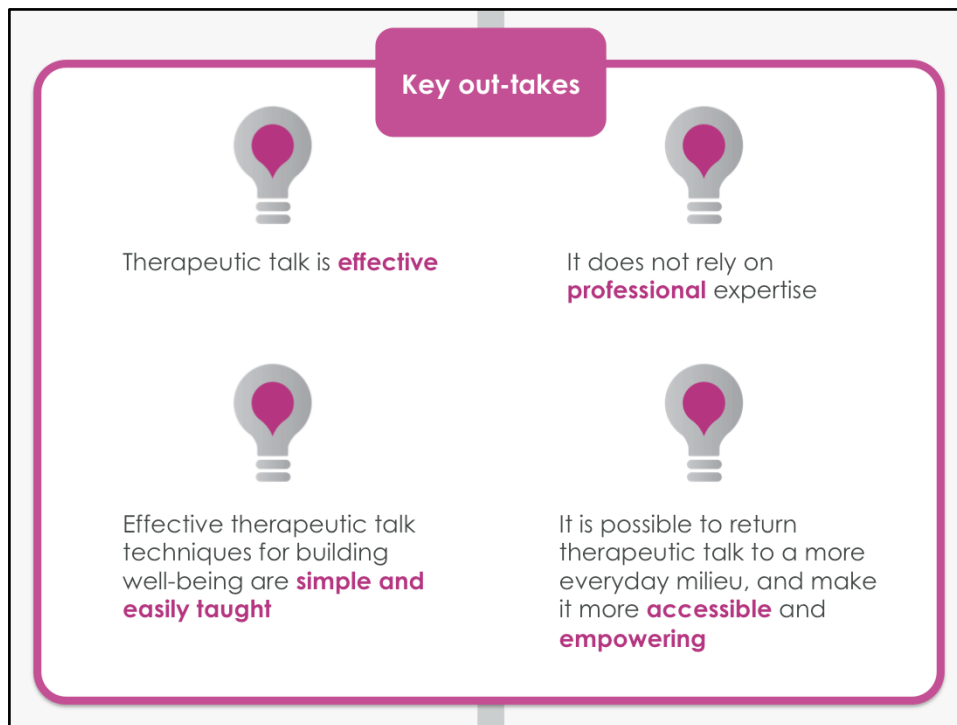 Key out-takes
Therapeutic talk is effective
It does not rely on
professional expertise
Effective therapeutic talk
techniques for building
well-being are simple and
easily taught
It is possible to return
therapeutic talk to a more
everyday milieu, and make
it more accessible and
empowering